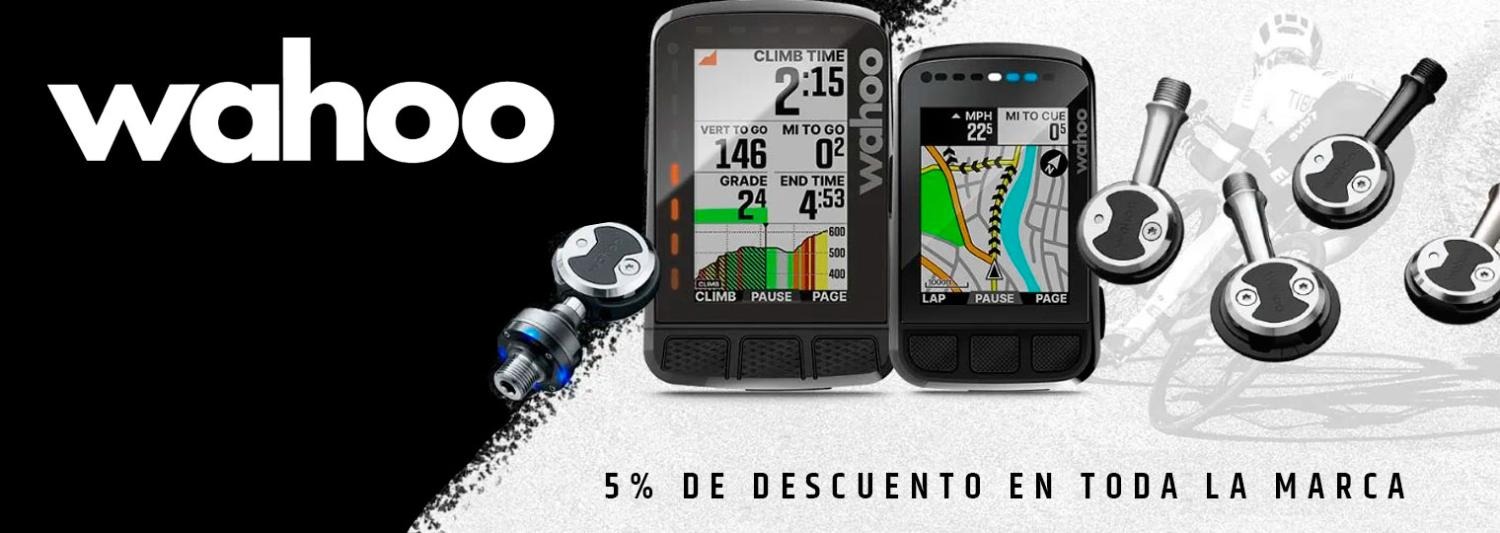 wahoo
CLIMB TIME
2:15
VERT TO GO MI TO GO
146 0²
GRADE END TIME
2⁴ 4:53
600
500
400
CLIMB
CLIMB PAUSE PAGE
wahoo
MPH MI TO CUE
22⁵ 0⁵
N
LAP PAUSE PAGE
wahoo
5% DE DESCUENTO EN TODA LA MARCA